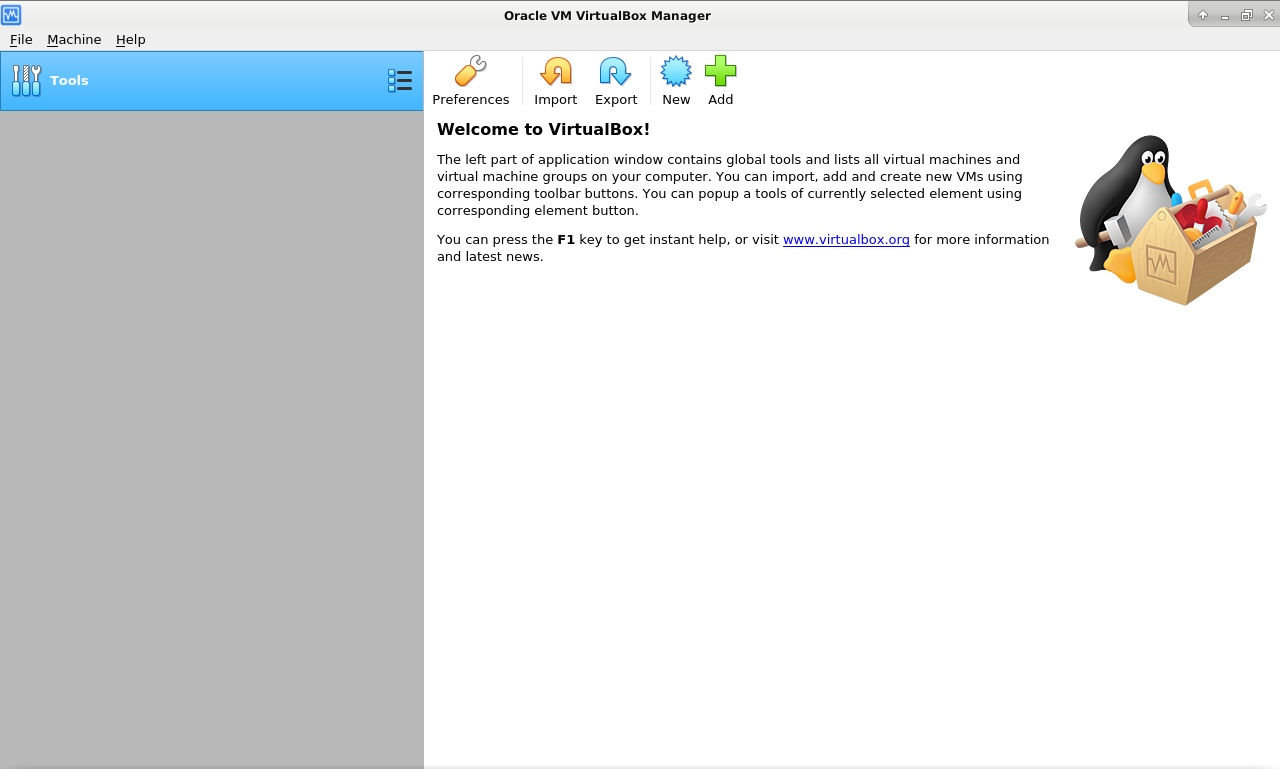 Oracle VM VirtualBox Manager
File Machine Help
Tools
Preferences Import Export New Add
Welcome to VirtualBox!
The left part of application window contains global tools and lists all virtual machines and
virtual machine groups on your computer. You can import, add and create new VMs using
corresponding toolbar buttons. You can popup a tools of currently selected element using
corresponding element button.
You can press the F1 key to get instant help, or visit www.virtualbox.org for more information
and latest news.